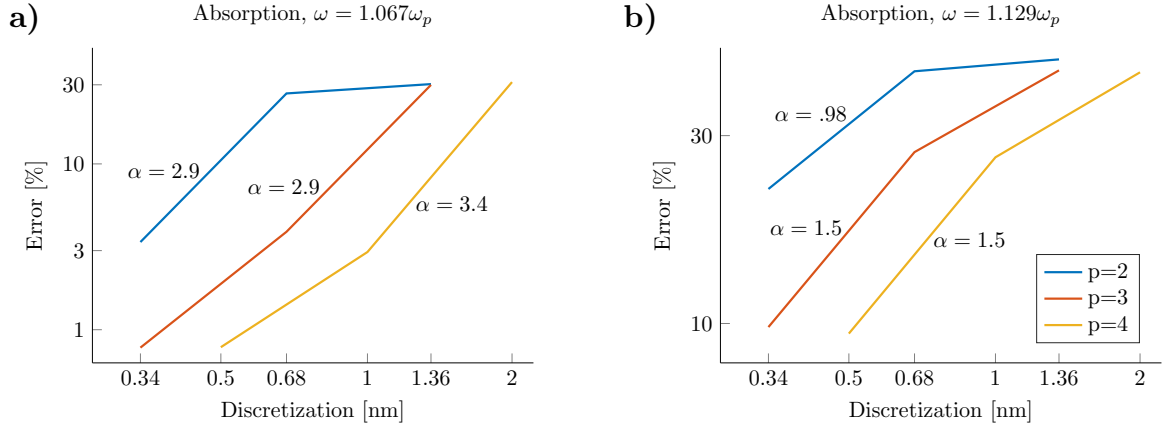 a)
Absorption, ω = 1.067ωp
Error [%]
30
10
3
1
α = 2.9
α = 2.9
α = 3.4
0.34 0.5 0.68 1 1.36 2
Discretization [nm]
b)
Absorption, ω = 1.129ωp
Error [%]
30
10
α = .98
α = 1.5
α = 1.5
p=2
p=3
p=4
0.34 0.5 0.68 1 1.36 2
Discretization [nm]